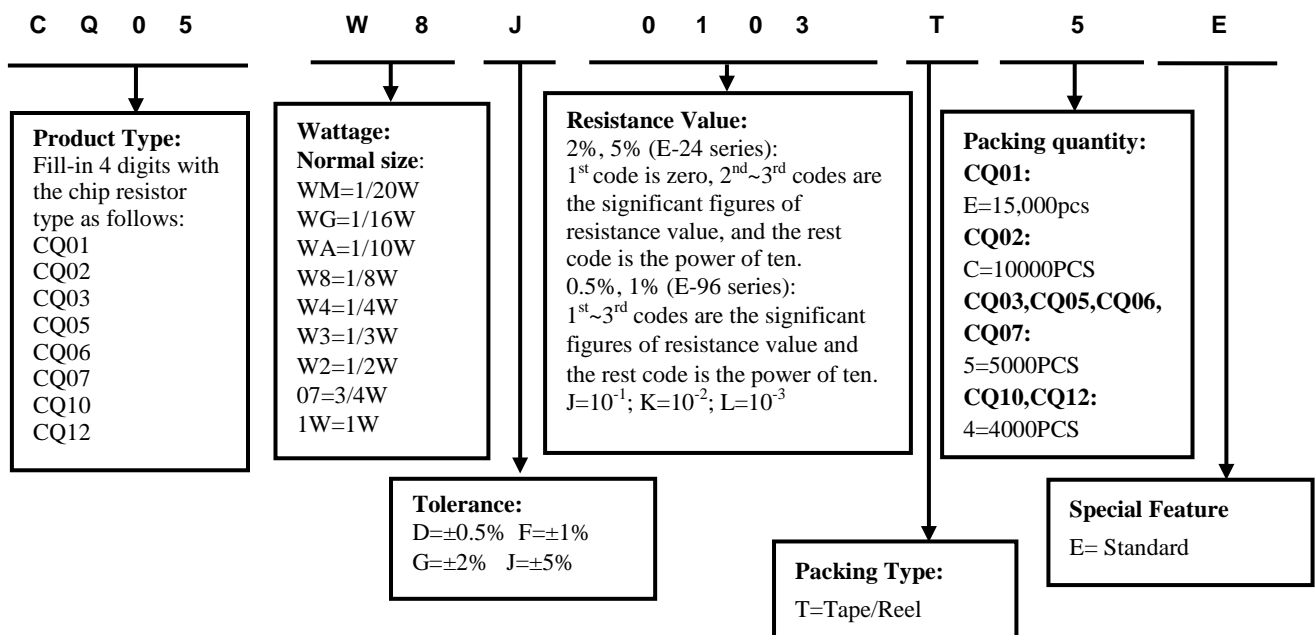 C Q 0 5 W 8 J 0 1 0 3 T 5 E
Product Type:
Fill-in 4 digits with
the chip resistor
type as follows:
CQ01
CQ02
CQ03
CQ05
CQ06
CQ07
CQ10
CQ12
Wattage:
Normal size:
WM=1/20W
WG=1/16W
WA=1/10W
W8=1/8W
W4=1/4W
W3=1/3W
W2=1/2W
07=3/4W
1W=1W
Resistance Value:
2%, 5% (E-24 series):
1st code is zero, 2nd~3rd codes are
the significant figures of
resistance value, and the rest
code is the power of ten.
0.5%, 1% (E-96 series):
1st~3rd codes are the significant
figures of resistance value and
the rest code is the power of ten.
J=10-1; K=10-2; L=10-3
Packing quantity:
CQ01:
E=15,000pcs
CQ02:
C=10000PCS
CQ03,CQ05,CQ06,
CQ07:
5=5000PCS
CQ10,CQ12:
4=4000PCS
Tolerance:
D=±0.5% F=±1%
G=±2% J=±5%
Packing Type:
T=Tape/Reel
Special Feature
E= Standard